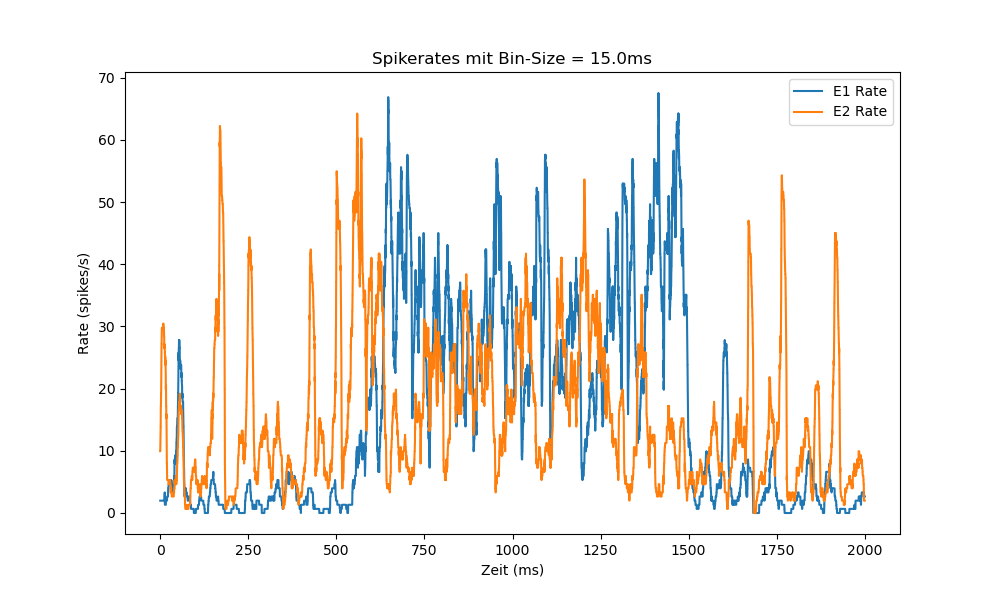 Spikerates mit Bin-Size = 15.0ms
E1 Rate
E2 Rate
Rate (spikes/s)
70
60
50
40
30
20
10
0
0 250 500 750 1000 1250 1500 1750 2000
Zeit (ms)